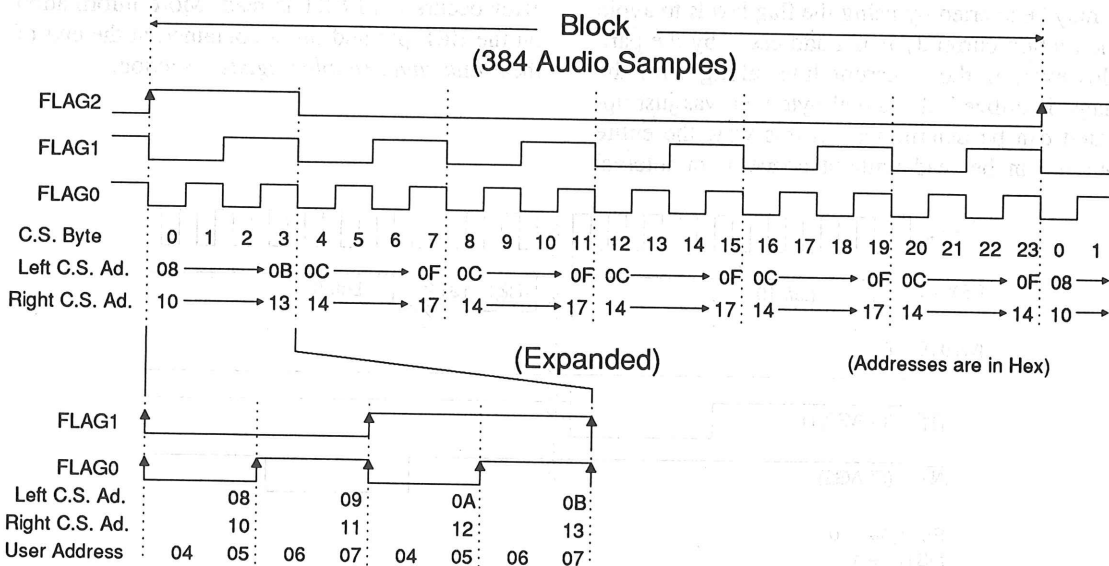 Block
(384 Audio Samples)
FLAG2
FLAG1
FLAG0
C.S. Byte 0 1 2 3 4 5 6 7 8 9 10 11 12 13 14 15 16 17 18 19 20 21 22 23 0 1
Left C.S. Ad. 08 0B 0C 0F 0C 0F 0C 0F 0C 0F 0C 0F 08
Right C.S. Ad. 10 13 14 17 14 17 14 17 14 17 14 14 10
(Expanded)
(Addresses are in Hex)
FLAG1
FLAG0
Left C.S. Ad. 08 09 0A 0B
Right C.S. Ad. 10 11 12 13
User Address 04 05 06 07 04 05 06 07